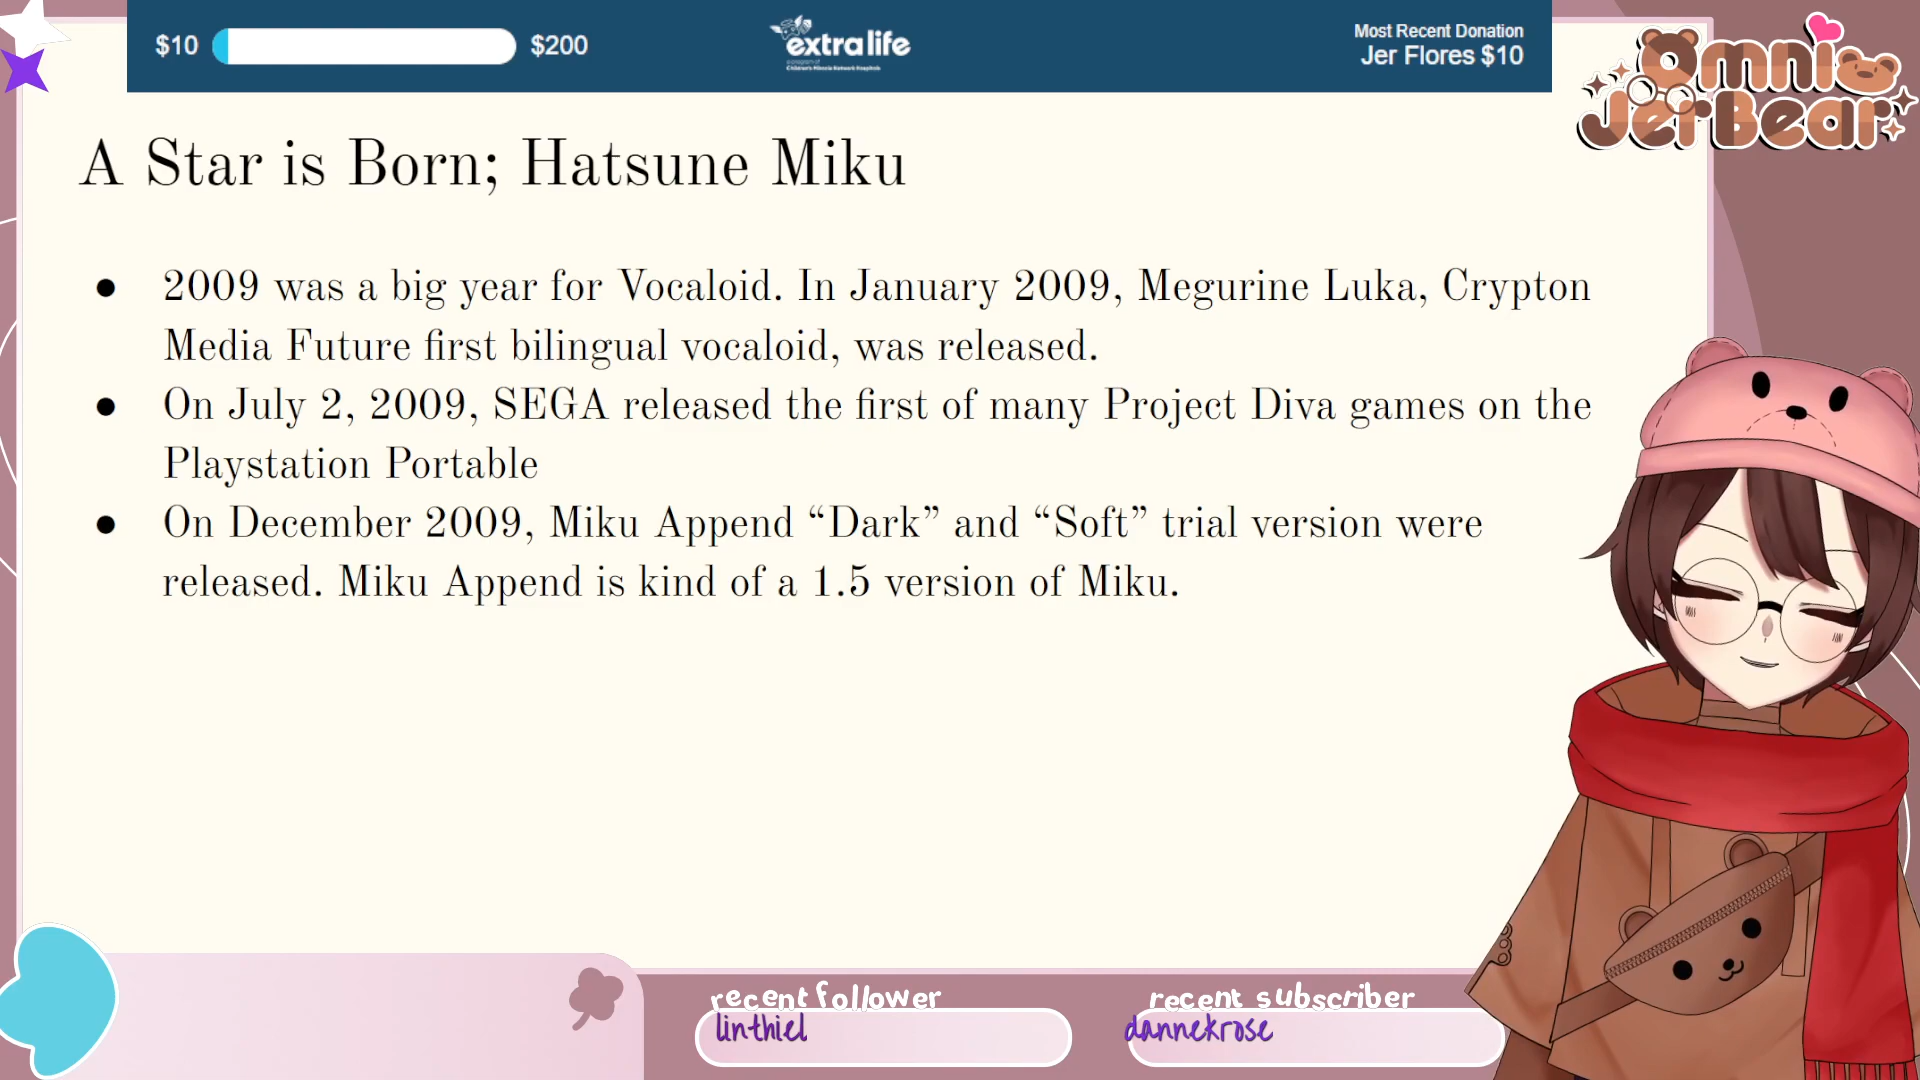 $10
$200
extralife
Most Recent Donation
Jer Flores $10
Omni
JerBear
A Star is Born; Hatsune Miku
● 2009 was a big year for Vocaloid. In January 2009, Megurine Luka, Crypton
Media Future first bilingual vocaloid, was released.
● On July 2, 2009, SEGA released the first of many Project Diva games on the
Playstation Portable
● On December 2009, Miku Append “Dark” and “Soft” trial version were
released. Miku Append is kind of a 1.5 version of Miku.
recent follower
linthiel
recent subscriber
dannekrose